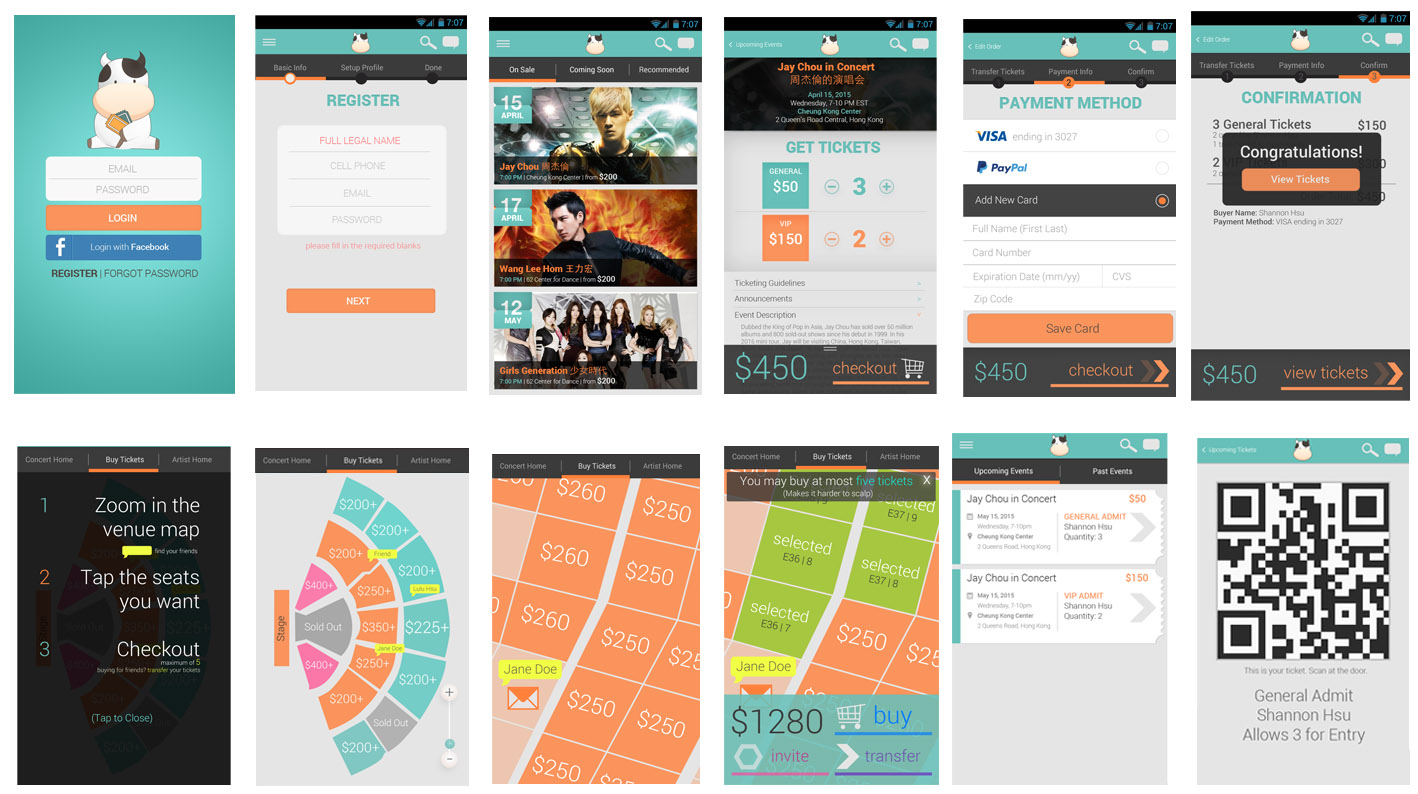 EMAIL
PASSWORD
LOGIN
f Login with Facebook
REGISTER | FORGOT PASSWORD
7:07
Basic Info
Setup Profile
Done
REGISTER
FULL LEGAL NAME
CELL PHONE
EMAIL
PASSWORD
please fill in the required blanks
NEXT
7:07
On Sale
Coming Soon
Recommended
15
APRIL
Jay Chou 周杰倫
7:00 PM | Cheung Kong Center | from $200
17
APRIL
Wang Lee Hom 王力宏
7:00 PM | 62 Center for Dance | from $200
12
MAY
Girls Generation 少女時代
7:00 PM | 62 Center for Dance | from $200
7:07
< Upcoming Events
Jay Chou in Concert
周杰倫的演唱会
April 15, 2015
Wednesday, 7-10 PM EST
Cheung Kong Center
2 Queen's Road Central, Hong Kong
GET TICKETS
GENERAL
$50
3
VIP
$150
2
Ticketing Guidelines >
Announcements >
Event Description
Dubbed the King of Pop in Asia, Jay Chou has sold over 50 million
albums and 800 sold-out shows since his debut in 1999. In his
2016 mini tour, Jay will be visiting China, Hong Kong, Taiwan,
$450
checkout
7:07
< Edit Order
Transfer Tickets
Payment Info
Confirm
1
2
3
PAYMENT METHOD
VISA ending in 3027
PayPal
Add New Card
Full Name (First Last)
Card Number
Expiration Date (mm/yy)
CVS
Zip Code
Save Card
$450
checkout
7:07
< Edit Order
Transfer Tickets
Payment Info
Confirm
1
2
3
CONFIRMATION
3 General Tickets
$150
Congratulations!
View Tickets
Buyer Name: Shannon Hsu
Payment Method: VISA ending in 3027
$450
view tickets
Concert Home
Buy Tickets
Artist Home
1
Zoom in the
venue map
find your friends
2
Tap the seats
you want
3
Checkout
maximum of 5
buying for friends? transfer your tickets
(Tap to Close)
Stage
Sold Out
$225+
$200+
$200+
Concert Home
Buy Tickets
Artist Home
$200+
$200+
$200+
Friend
$200+
$400+
$250+
Lulu Hsu
Stage
Sold Out
$350+
$225+
Jane Doe
$400+
$250+
$200+
$200+
Sold Out
$200+
Concert Home
Buy Tickets
Artist Home
$250
$260
$250
$260
$250
$250
$250
$250
Jane Doe
$250
$250
$250
$250
Concert Home
Buy Tickets
Artist Home
You may buy at most five tickets
X
(Makes it harder to scalp)
E37 | 9
selected
E36 | 8
selected
E37 | 8
selected
E36 | 7
$250
$250
$250
Jane Doe
$1280
buy
invite
transfer
Upcoming Events
Past Events
Jay Chou in Concert
$50
May 15, 2015
Wednesday, 7-10pm
Cheung Kong Center
2 Queens Road, Hong Kong
GENERAL ADMIT
Shannon Hsu
Quantity: 3
Jay Chou in Concert
$150
May 15, 2015
Wednesday, 7-10pm
Cheung Kong Center
2 Queens Road, Hong Kong
VIP ADMIT
Shannon Hsu
Quantity: 2
< Upcoming Tickets
This is your ticket. Scan at the door.
General Admit
Shannon Hsu
Allows 3 for Entry